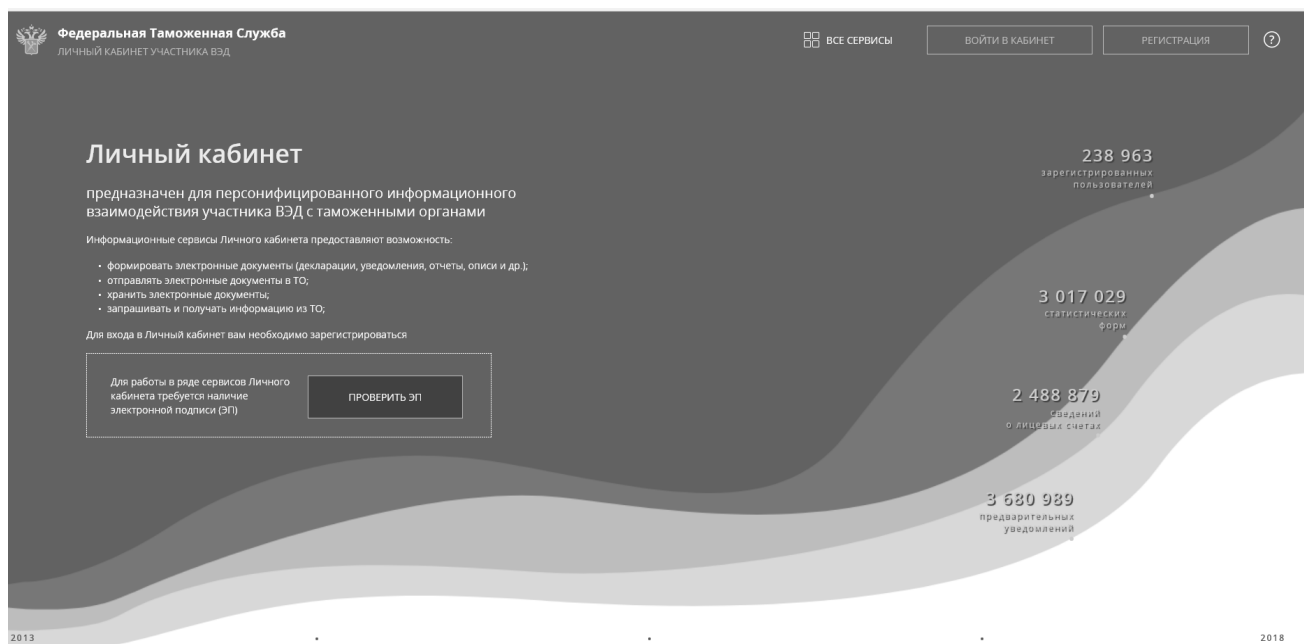 Федеральная Таможенная Служба
ЛИЧНЫЙ КАБИНЕТ УЧАСТНИКА ВЭД
ВСЕ СЕРВИСЫ
ВОЙТИ В КАБИНЕТ
РЕГИСТРАЦИЯ
?
Личный кабинет
предназначен для персонифицированного информационного
взаимодействия участника ВЭД с таможенными органами
Информационные сервисы Личного кабинета предоставляют возможность:
• формировать электронные документы (декларации, уведомления, отчеты, описи и др.);
• отправлять электронные документы в ТО;
• хранить электронные документы;
• запрашивать и получать информацию из ТО;
Для входа в Личный кабинет вам необходимо зарегистрироваться
Для работы в ряде сервисов Личного
кабинета требуется наличие
электронной подписи (ЭП)
ПРОВЕРИТЬ ЭП
238 963
зарегистрированных
пользователей
3 017 029
статистических
форм
2 488 879
сведений
о лицевых счетах
3 680 989
предварительных
уведомлений
2013
2018